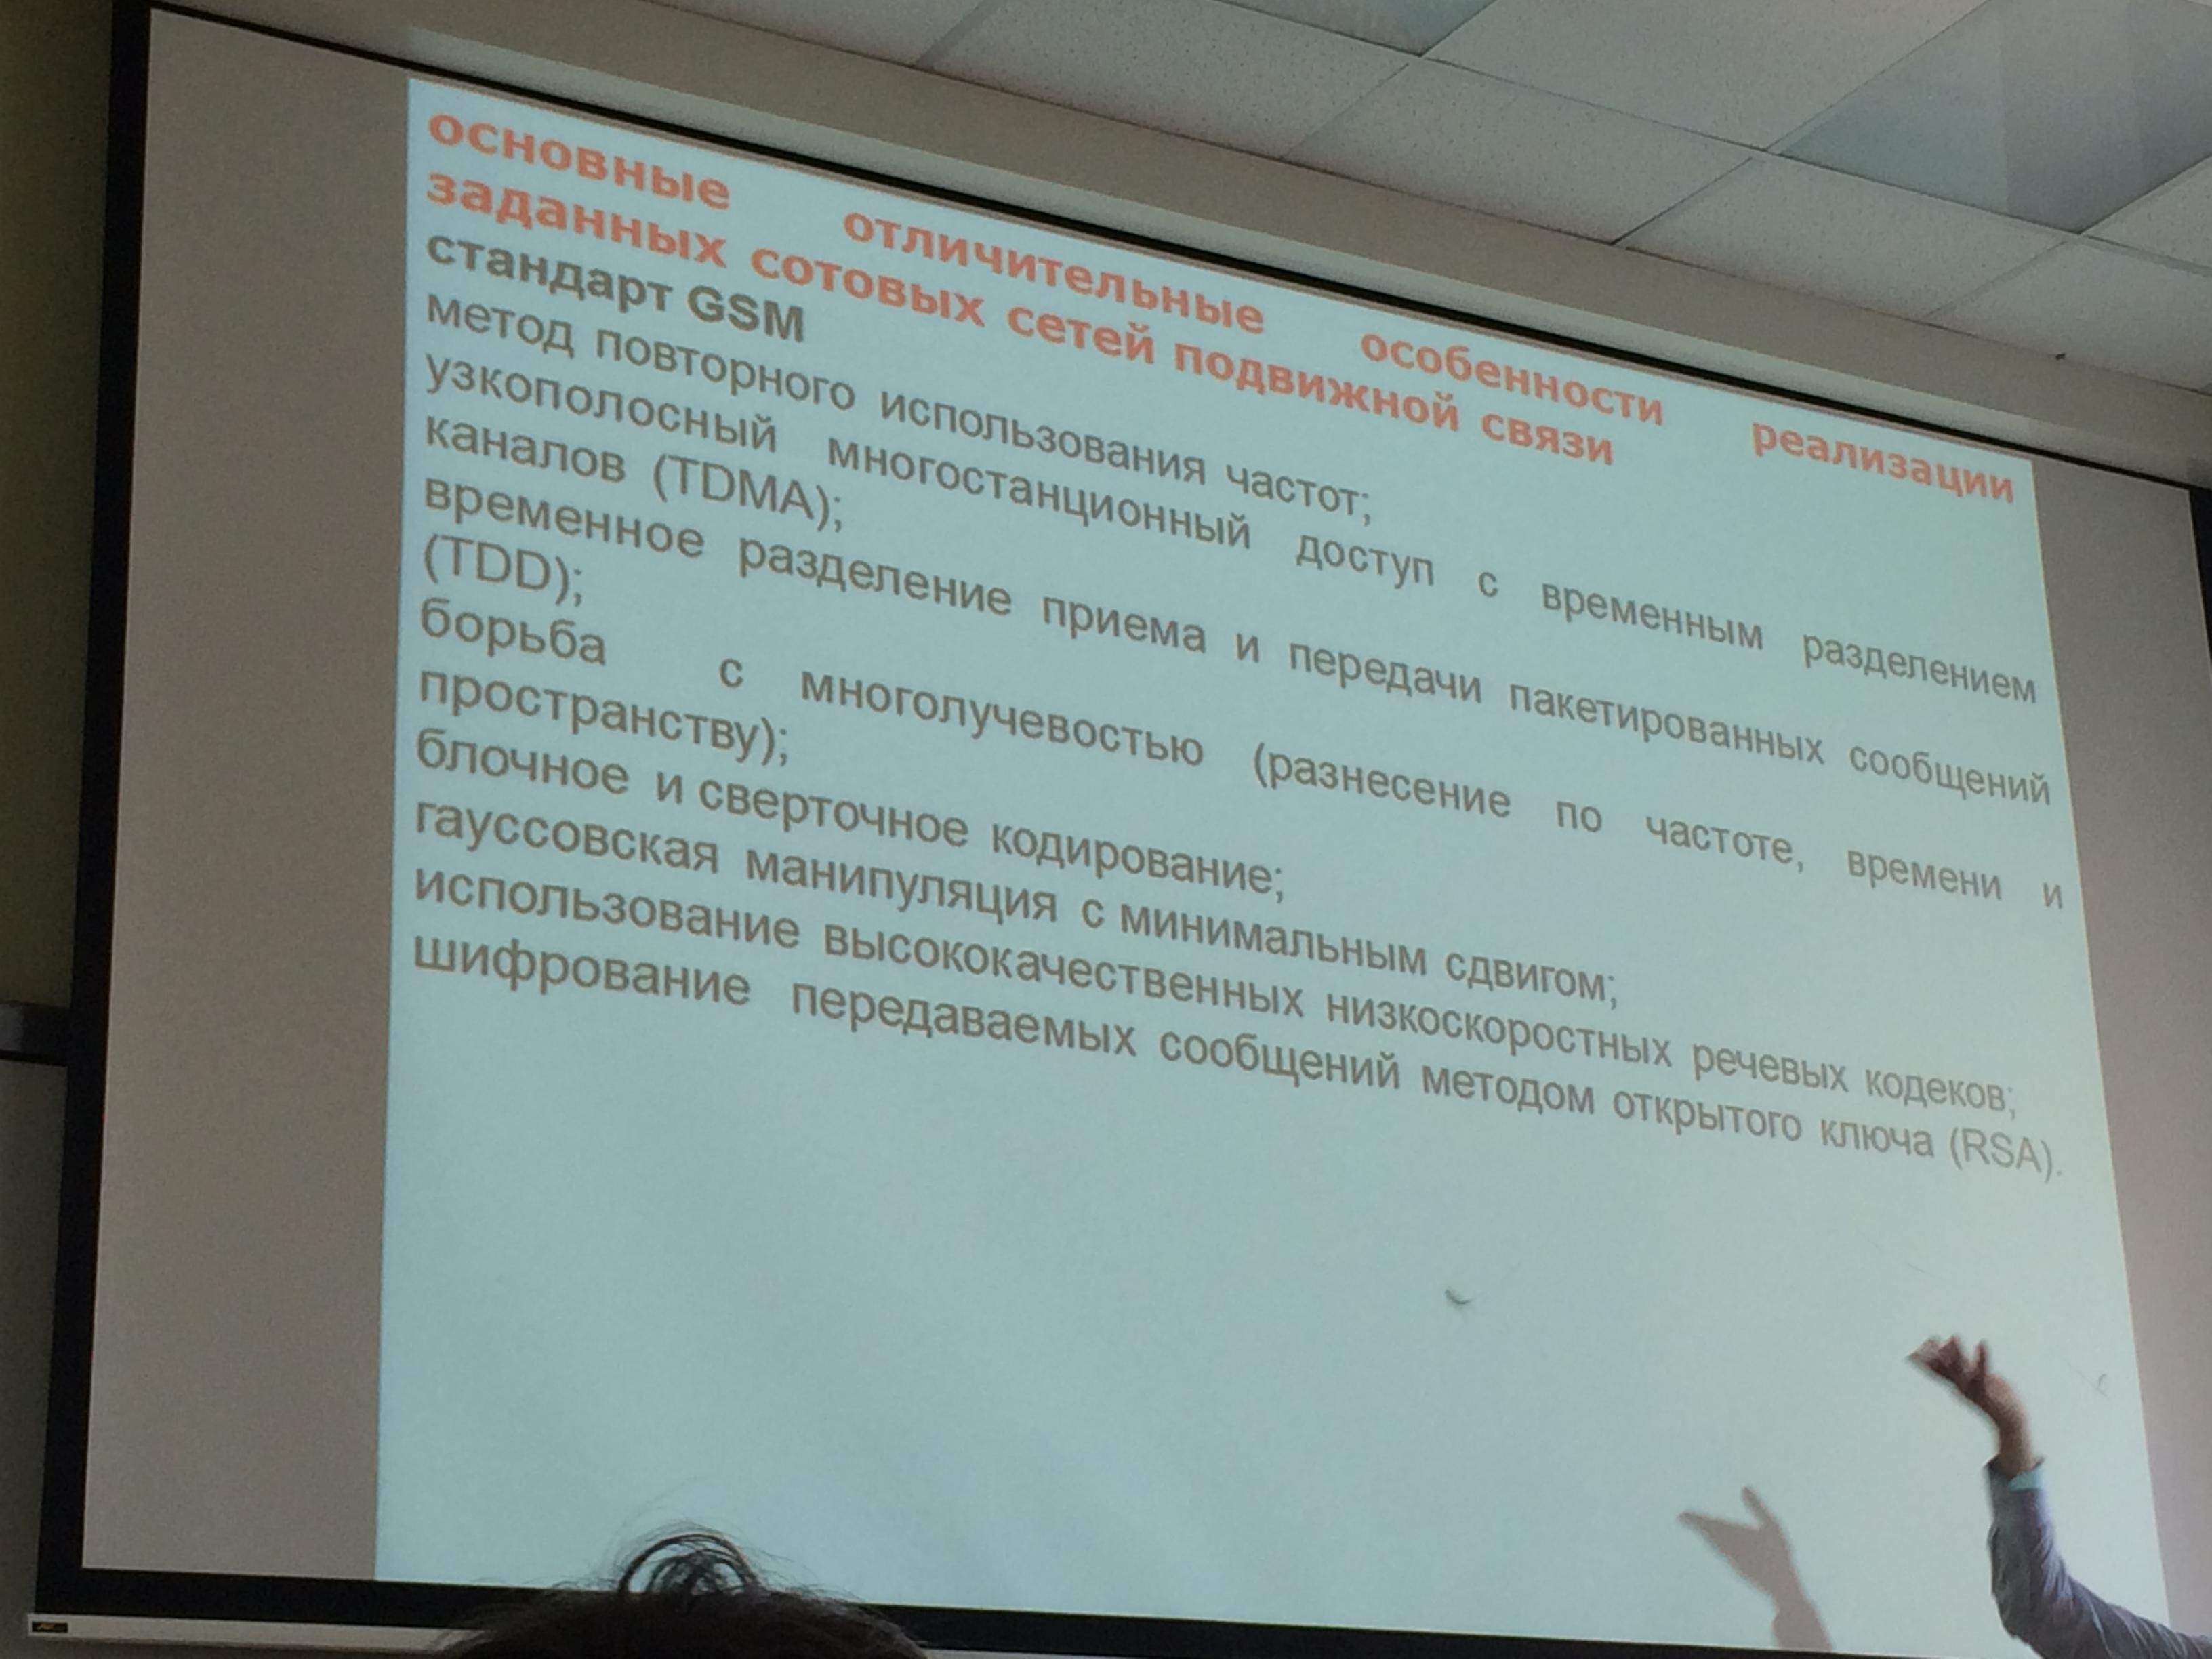 основные отличительные особенности реализации
заданных сотовых сетей подвижной связи
стандарт GSM
метод повторного использования частот;
узкополосный многостанционный доступ с временным разделением
каналов (TDMA);
временное разделение приема и передачи пакетированных сообщений
(TDD);
борьба с многолучевостью (разнесение по частоте, времени и
пространству);
блочное и сверточное кодирование;
гауссовская манипуляция с минимальным сдвигом;
использование высококачественных низкоскоростных речевых кодеков;
шифрование передаваемых сообщений методом открытого ключа (RSA).